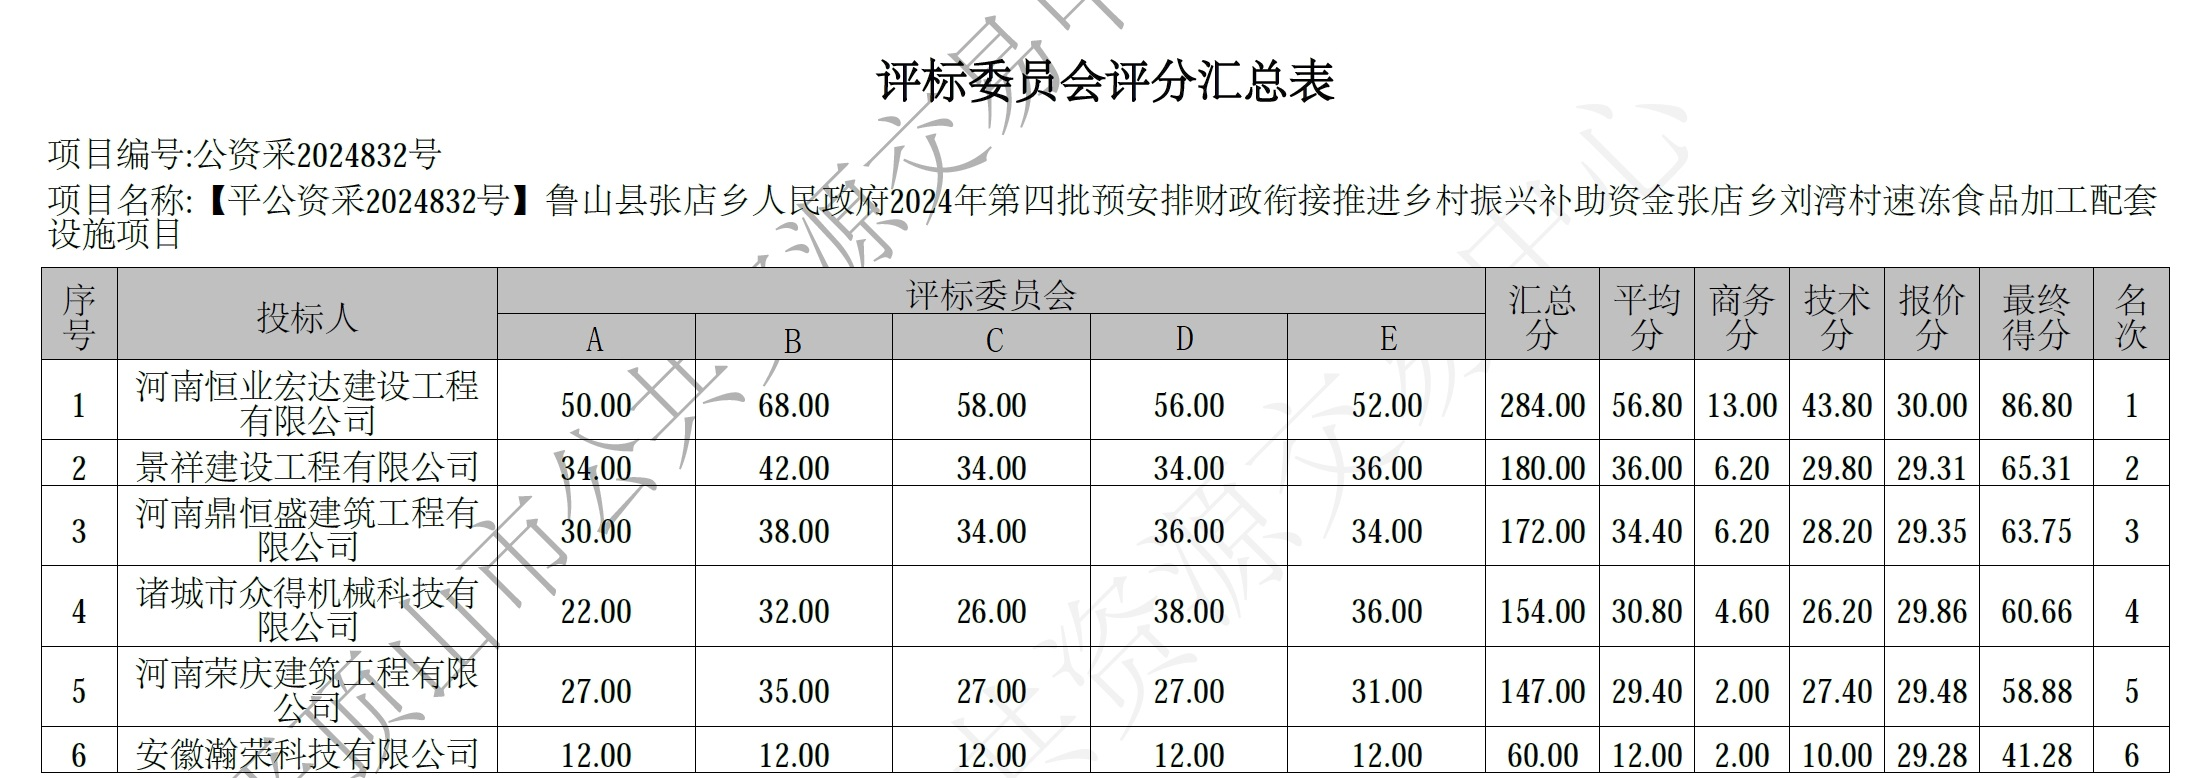 评标委员会评分汇总表
项目编号:公资采2024832号
项目名称:【平公资采2024832号】鲁山县张店乡人民政府2024年第四批预安排财政衔接推进乡村振兴补助资金张店乡刘湾村速冻食品加工配套
设施项目
序号 投标人 评标委员会 汇总分 平均分 商务分 技术分 报价分 最终得分 名次
A B C D E
1 河南恒业宏达建设工程有限公司 50.00 68.00 58.00 56.00 52.00 284.00 56.80 13.00 43.80 30.00 86.80 1
2 景祥建设工程有限公司 34.00 42.00 34.00 34.00 36.00 180.00 36.00 6.20 29.80 29.31 65.31 2
3 河南鼎恒盛建筑工程有限公司 30.00 38.00 34.00 36.00 34.00 172.00 34.40 6.20 28.20 29.35 63.75 3
4 诸城市众得机械科技有限公司 22.00 32.00 26.00 38.00 36.00 154.00 30.80 4.60 26.20 29.86 60.66 4
5 河南荣庆建筑工程有限公司 27.00 35.00 27.00 27.00 31.00 147.00 29.40 2.00 27.40 29.48 58.88 5
6 安徽瀚荣科技有限公司 12.00 12.00 12.00 12.00 12.00 60.00 12.00 2.00 10.00 29.28 41.28 6